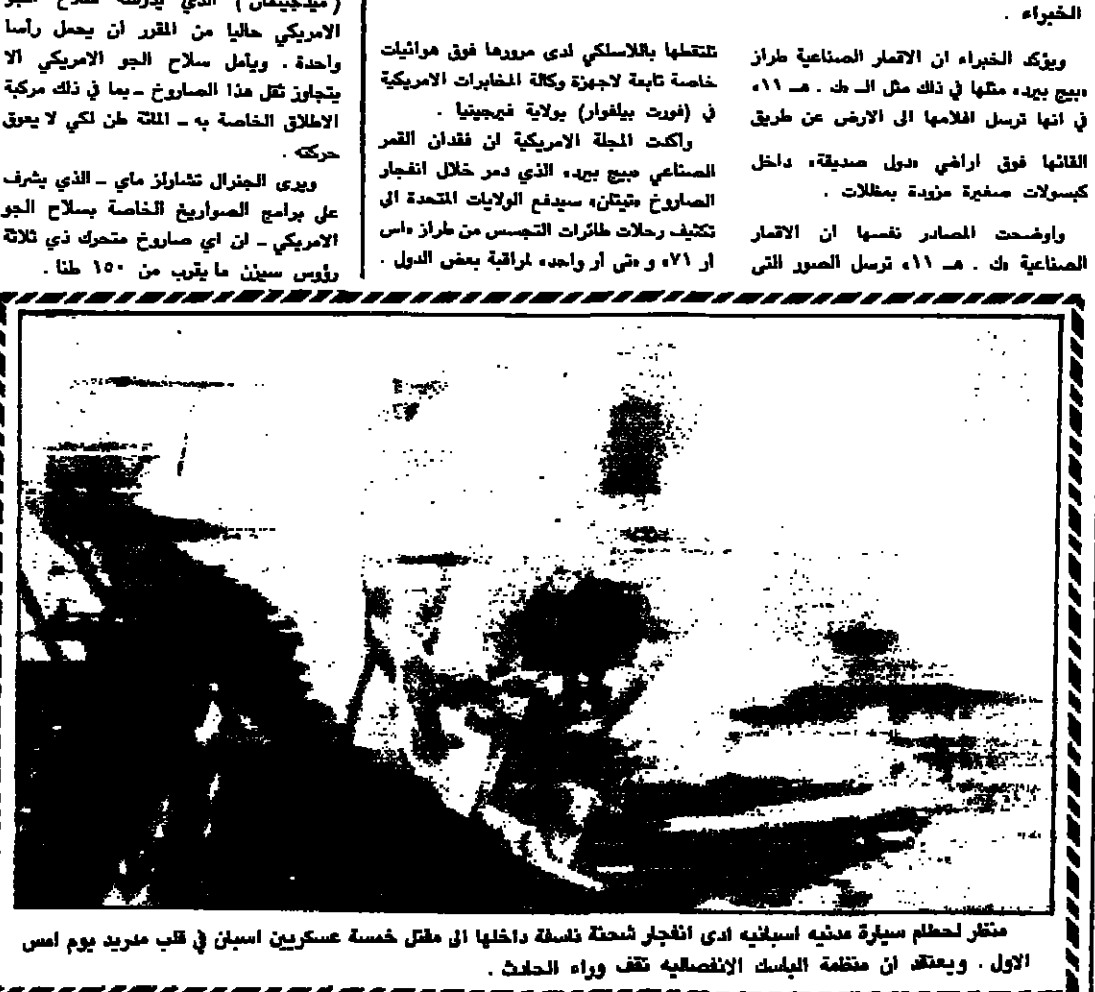 الخبراء .
ويؤكد الخبراء ان الاقمار الصناعية طراز
«بيج بيرد» مثلها في ذلك مثل الـ «ك . هـ ١١»
في انها ترسل افلامها الى الارض عن طريق
القائها فوق اراضي «دول صديقة» داخل
كبسولات صغيرة مزودة بمظلات .
واوضحت المصادر نفسها ان الاقمار
الصناعية «ك . هـ ١١» ترسل الصور التي
تلتقطها باللاسلكي لدى مرورها فوق هوائيات
خاصة تابعة لاجهزة وكالة المخابرات الامريكية
في (فورت بيلفوار) بولاية فيرجينيا .
واكدت المجلة الامريكية ان فقدان القمر
الصناعي «بيج بيرد» الذي دمر خلال انفجار
الصاروخ «تيتان» سيدفع الولايات المتحدة الى
تكثيف رحلات طائرات التجسس من طراز «اس
ار ٧١» و «تي ار واحد» لمراقبة بعض الدول .
(ميدجيتمان) الذي يدرسه سلاح الجو
الامريكي حاليا من المقرر ان يحمل رأسا
واحدة . ويأمل سلاح الجو الامريكي الا
يتجاوز ثقل هذا الصاروخ ـ بما في ذلك مركبة
الاطلاق الخاصة به ـ المئة طن لكي لا يعوق
حركته .
ويرى الجنرال تشارلز ماي ـ الذي يشرف
على برامج الصواريخ الخاصة بسلاح الجو
الامريكي ـ ان اي صاروخ متحرك ذي ثلاثة
رؤوس سيزن ما يقرب من ١٥٠ طنا .
منظر لحطام سيارة مدنيه اسبانيه ادى انفجار شحنة ناسفة داخلها الى مقتل خمسة عسكريين اسبان في قلب مدريد يوم امس
الاول . ويعتقد ان منظمة الباسك الانفصاليه تقف وراء الحادث .